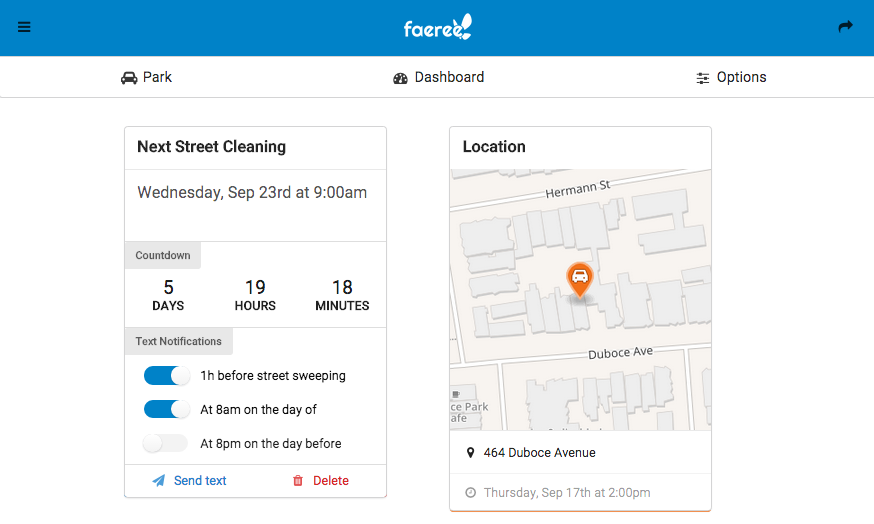 faeree
Park
Dashboard
Options
Next Street Cleaning
Wednesday, Sep 23rd at 9:00am
Countdown
5
DAYS
19
HOURS
18
MINUTES
Text Notifications
1h before street sweeping
At 8am on the day of
At 8pm on the day before
Send text
Delete
Location
Hermann St
Duboce Ave
ce Park
afe
464 Duboce Avenue
Thursday, Sep 17th at 2:00pm